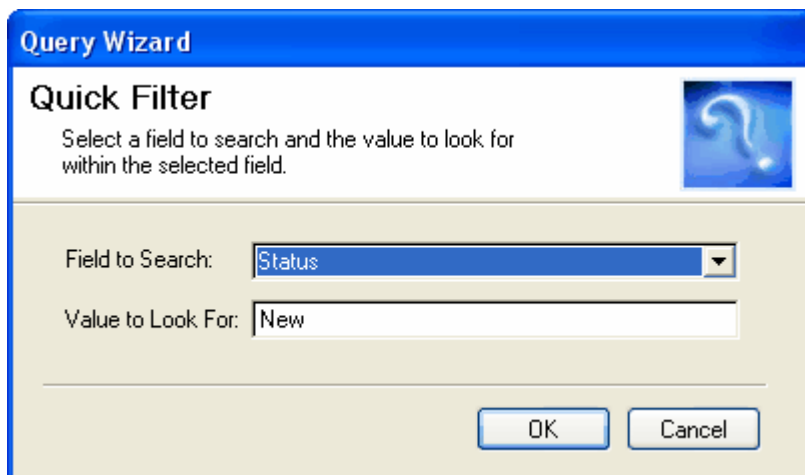 Query Wizard
Quick Filter
Select a field to search and the value to look for
within the selected field.
Field to Search: Status
Value to Look For: New
OK Cancel